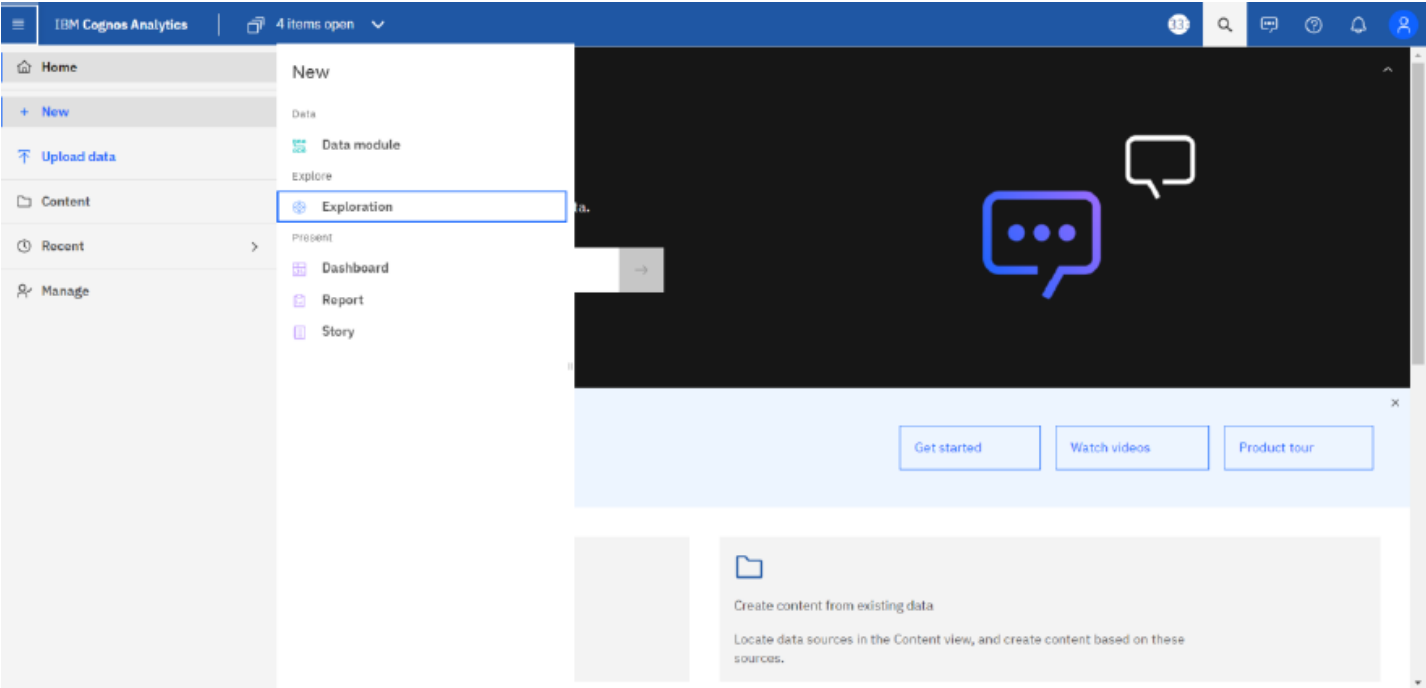 IBM Cognos Analytics
4 items open
Home
New
Upload data
Content
Recent
Manage
New
Data
Data module
Explore
Exploration
Present
Dashboard
Report
Story
ta.
Get started
Watch videos
Product tour
Create content from existing data
Locate data sources in the Content view, and create content based on these
sources.